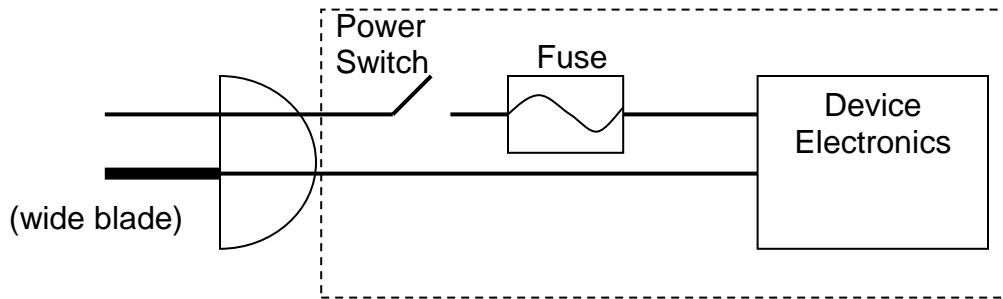 Power
Switch
Fuse
Device
Electronics
(wide blade)